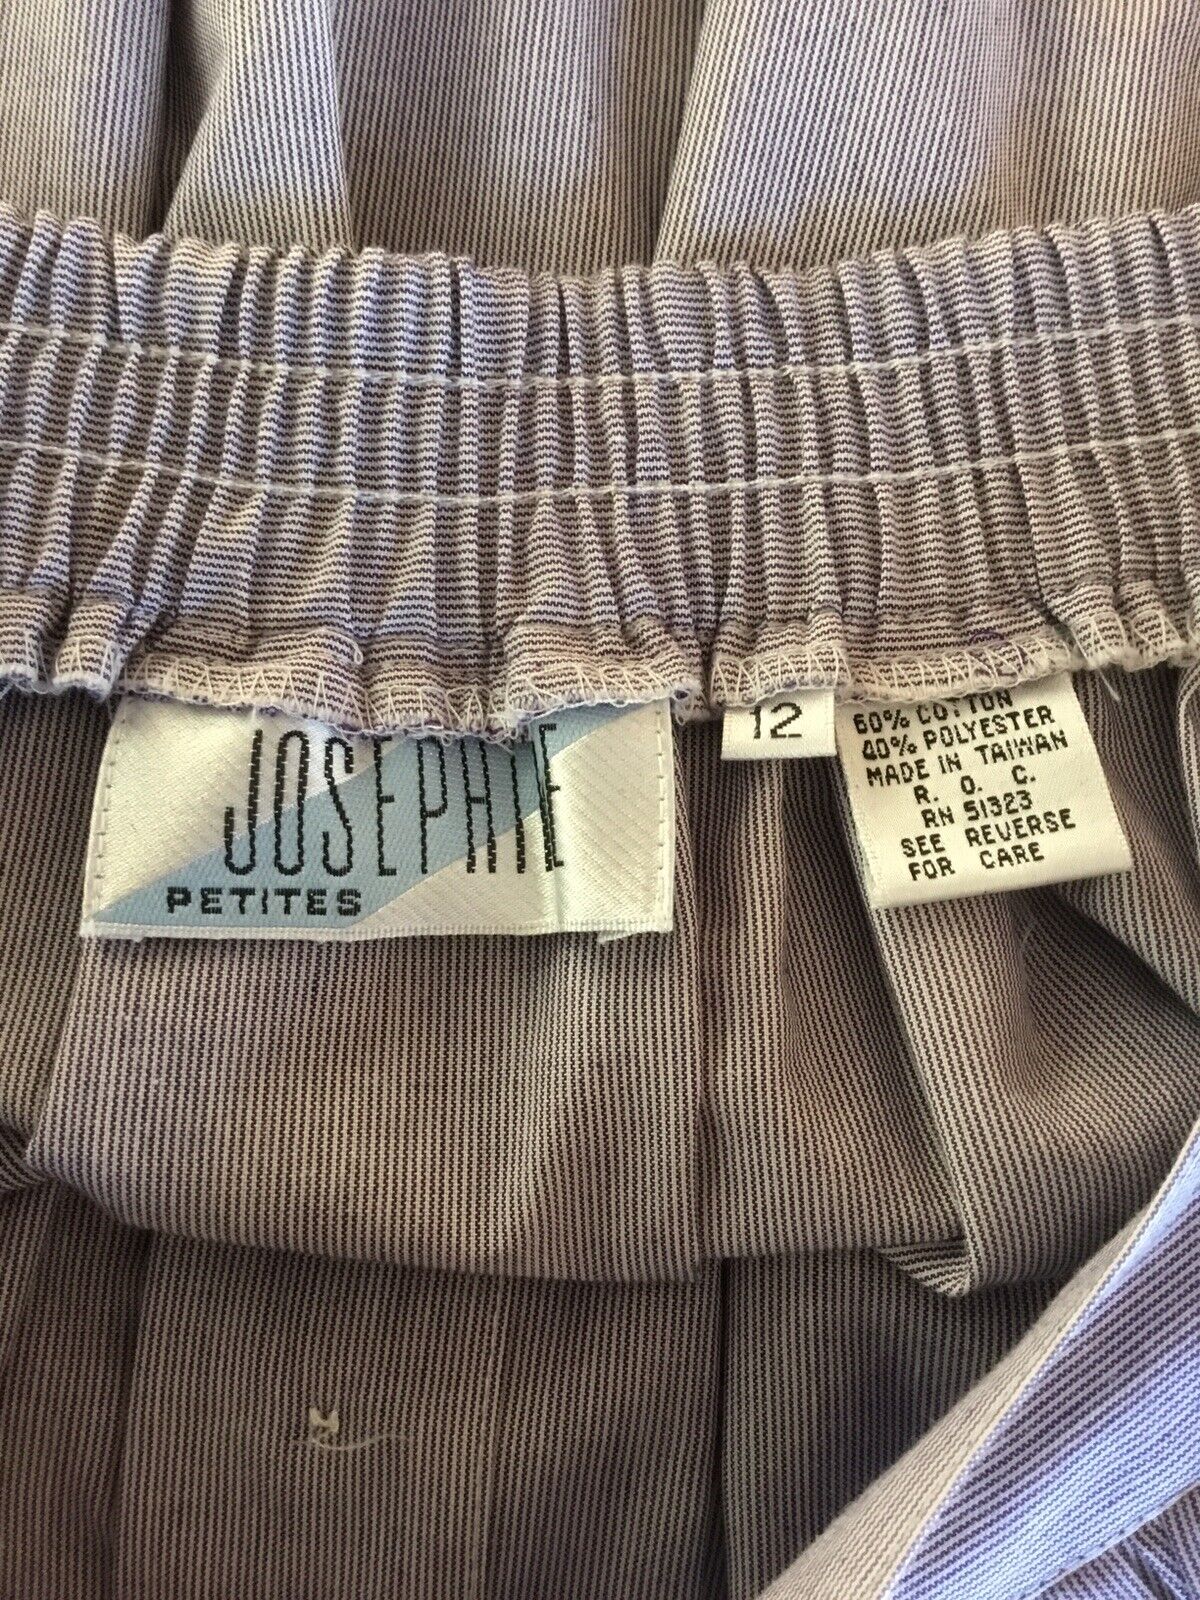 JOSEPHINE
PETITES
12
60% COTTON
40% POLYESTER
MADE IN TAIWAN
R. O. C.
RN 51323
SEE REVERSE
FOR CARE